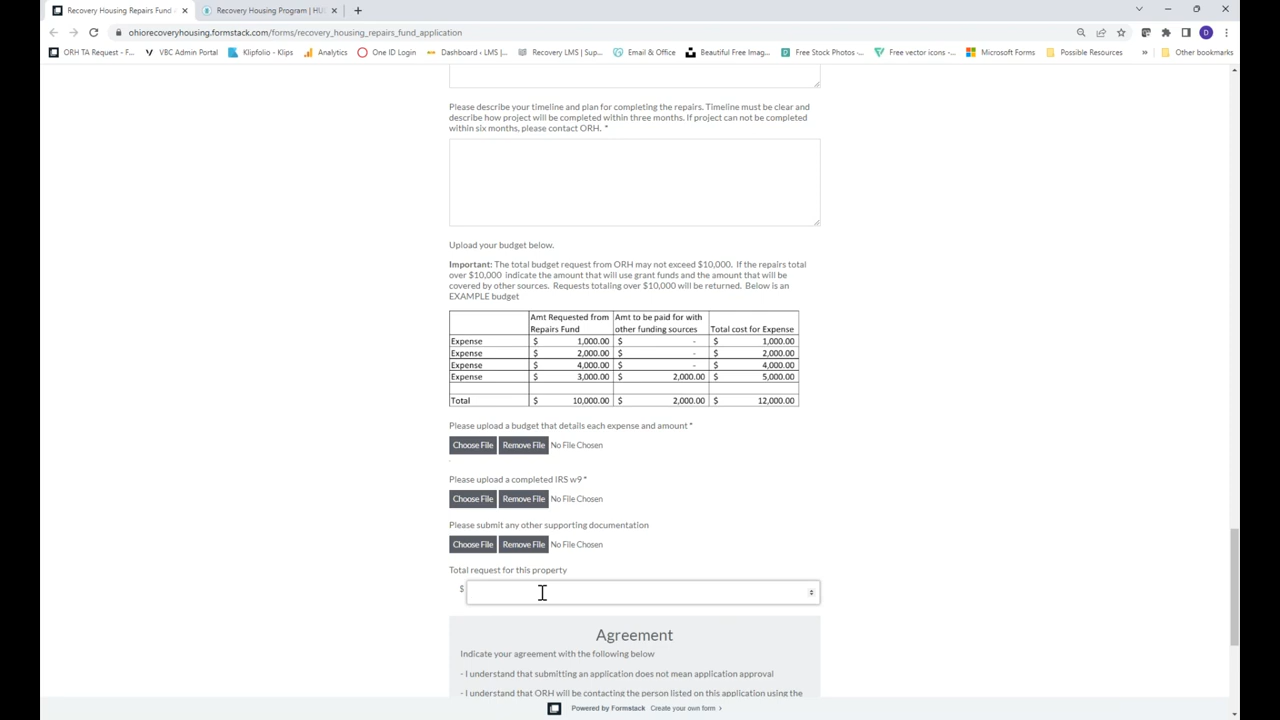 Recovery Housing Repairs Fund
Recovery Housing Program | HU
ohiorecoveryhousing.formstack.com/forms/recovery_housing_repairs_fund_application
D
ORH TA Request - F...
VBC Admin Portal
Klipfolio - Klips
Analytics
One ID Login
Dashboard ‹ LMS |...
Recovery LMS | Sup...
Email & Office
Beautiful Free Imag...
Free Stock Photos -...
Free vector icons -...
Microsoft Forms
Possible Resources
»
Other bookmarks
Please describe your timeline and plan for completing the repairs. Timeline must be clear and
describe how project will be completed within three months. If project can not be completed
within six months, please contact ORH. *
Upload your budget below.
Important: The total budget request from ORH may not exceed $10,000. If the repairs total
over $10,000 indicate the amount that will use grant funds and the amount that will be
covered by other sources. Requests totaling over $10,000 will be returned. Below is an
EXAMPLE budget
Amt Requested from Amt to be paid for with
Repairs Fund other funding sources Total cost for Expense
Expense $ 1,000.00 $ - $ 1,000.00
Expense $ 2,000.00 $ - $ 2,000.00
Expense $ 4,000.00 $ - $ 4,000.00
Expense $ 3,000.00 2,000.00 $ 5,000.00
Total $ 10,000.00 $ 2,000.00 $ 12,000.00
Please upload a budget that details each expense and amount *
Choose File Remove File No File Chosen
Please upload a completed IRS w9 *
Choose File Remove File No File Chosen
Please submit any other supporting documentation
Choose File Remove File No File Chosen
Total request for this property
$
Agreement
Indicate your agreement with the following below
- I understand that submitting an application does not mean application approval
- I understand that ORH will be contacting the person listed on this application using the
Powered by Formstack Create your own form ›